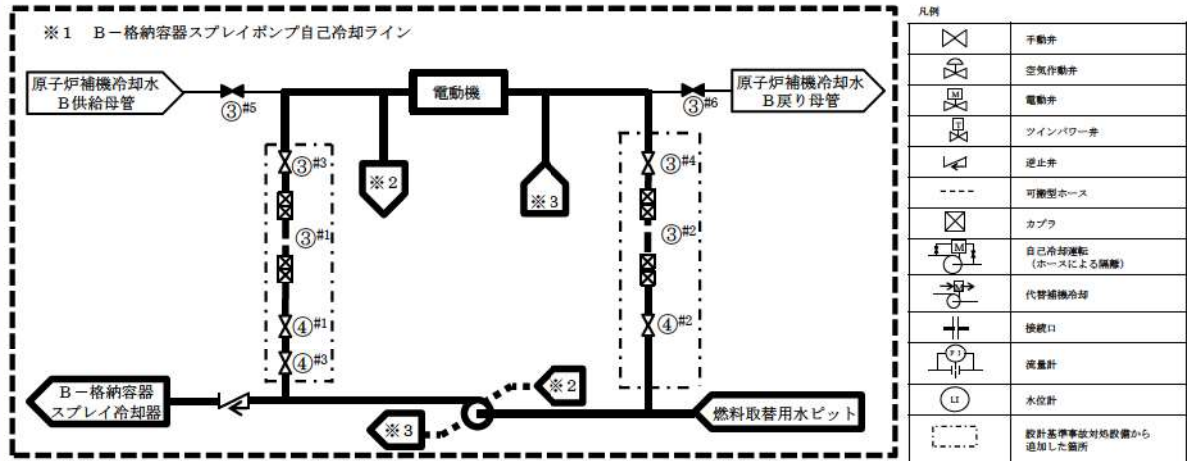 ※1 B-格納容器スプレイポンプ自己冷却ライン
原子炉補機冷却水
B供給母管
③#5
電動機
③#6
原子炉補機冷却水
B戻り母管
③#3
※2
※3
③#4
③#1
③#2
④#1
④#2
④#3
B-格納容器
スプレイ冷却器
※2
※3
燃料取替用水ピット
凡例
手動弁
空気作動弁
M
電動弁
T
ツインパワー弁
逆止弁
可搬型ホース
カプラ
M
自己冷却運転
(ホースによる隔離)
M
代替補機冷却
接続口
FI
流量計
LI
水位計
設計基準事故対処設備から
追加した箇所